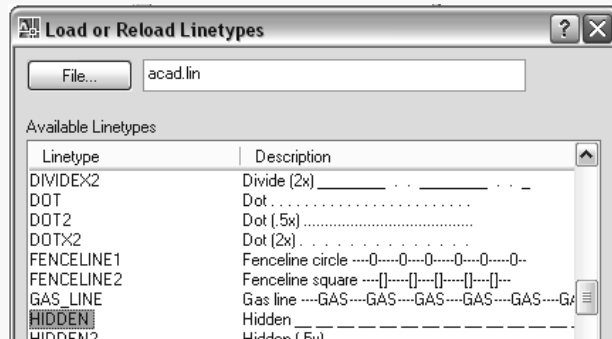 Load or Reload Linetypes
File... acad.lin
Available Linetypes
Linetype Description
DIVIDEX2 Divide (2x) ________ . . ________ . . _
DOT Dot . . . . . . . . . . . . . . . . . . . . . . . .
DOT2 Dot (.5x) ........................................
DOTX2 Dot (2x) . . . . . . . . . . . . . .
FENCELINE1 Fenceline circle ----0-----0----0-----0----0-----0--
FENCELINE2 Fenceline square ----[]-----[]----[]-----[]----[]---
GAS_LINE Gas line ----GAS----GAS----GAS----GAS----GAS----GA
HIDDEN Hidden __ __ __ __ __ __ __ __ __ __ __ __ __ __
HIDDEN2 Hidden (.5x)